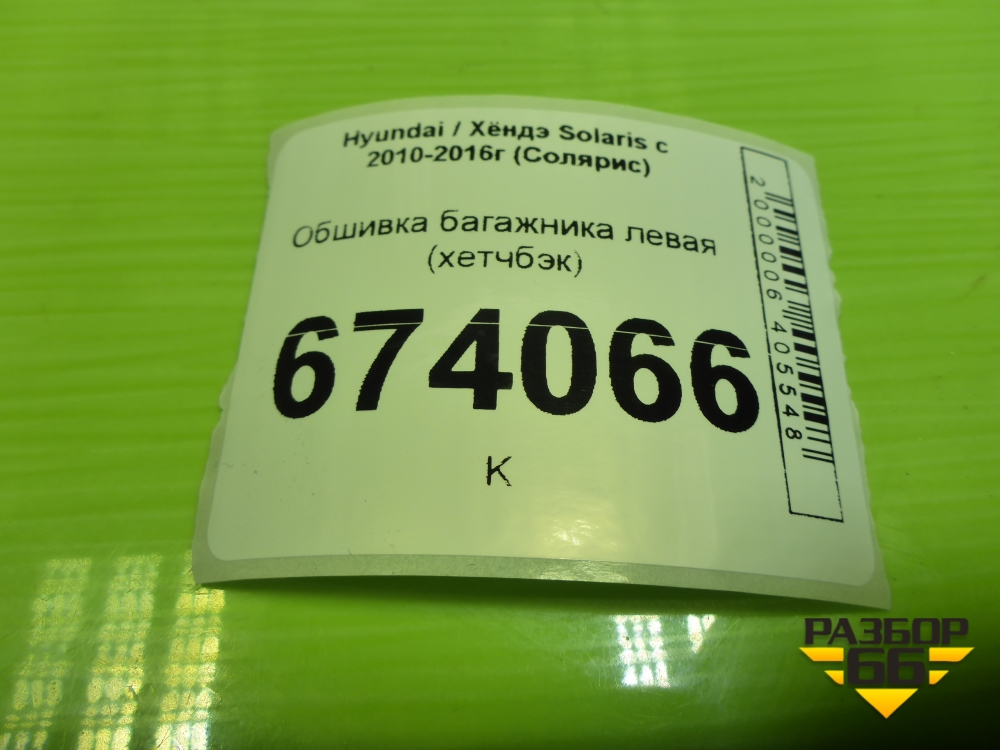 Hyundai / Хёндэ Solaris с
2010-2016г (Солярис)
Обшивка багажника левая
(хетчбэк)
674066
К
2000006405548
РАЗБОР
66